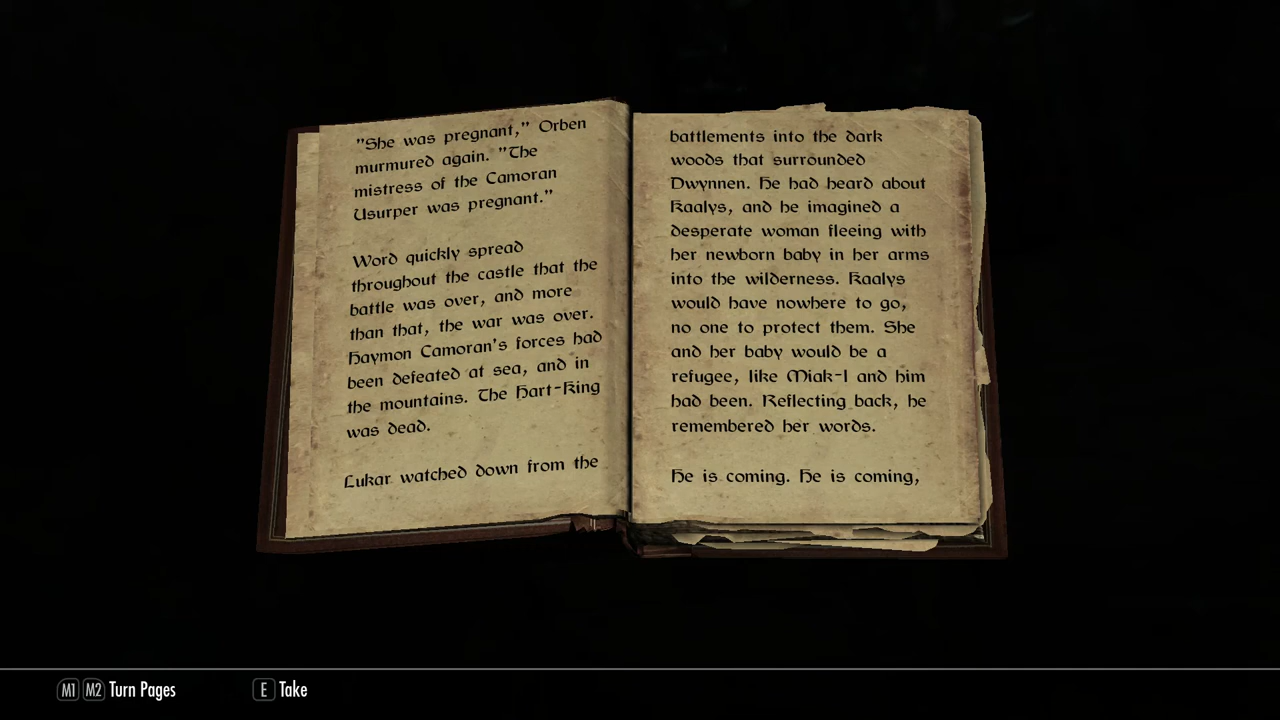 "She was pregnant," Orben
murmured again. "The
mistress of the Camoran
Usurper was pregnant."
Word quickly spread
throughout the castle that the
battle was over, and more
than that, the war was over.
Haymon Camoran's forces had
been defeated at sea, and in
the mountains. The Hart-King
was dead.
Lukar watched down from the
battlements into the dark
woods that surrounded
Dwynnen. He had heard about
Kaalys, and he imagined a
desperate woman fleeing with
her newborn baby in her arms
into the wilderness. Kaalys
would have nowhere to go,
no one to protect them. She
and her baby would be a
refugee, like Miak-I and him
had been. Reflecting back, he
remembered her words.
He is coming. He is coming,
M1 M2 Turn Pages
E Take